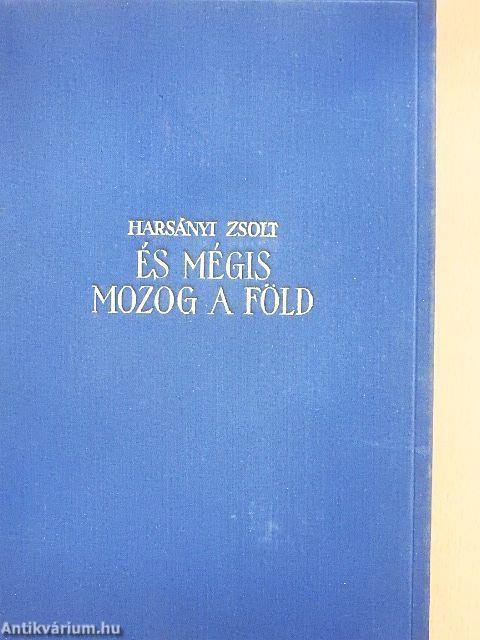 HARSÁNYI ZSOLT
ÉS MÉGIS
MOZOG A FÖLD
Antikvárium.hu